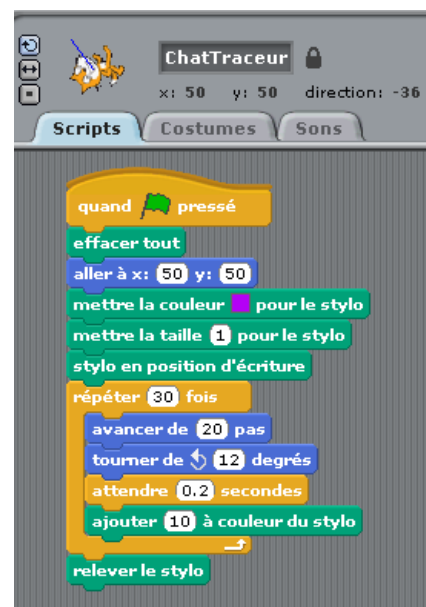 ChatTraceur
x: 50 y: 50 direction: -36
Scripts Costumes Sons
quand pressé
effacer tout
aller à x: 50 y: 50
mettre la couleur pour le stylo
mettre la taille 1 pour le stylo
stylo en position d'écriture
répéter 30 fois
avancer de 20 pas
tourner de 12 degrés
attendre 0.2 secondes
ajouter 10 à couleur du stylo
relever le stylo